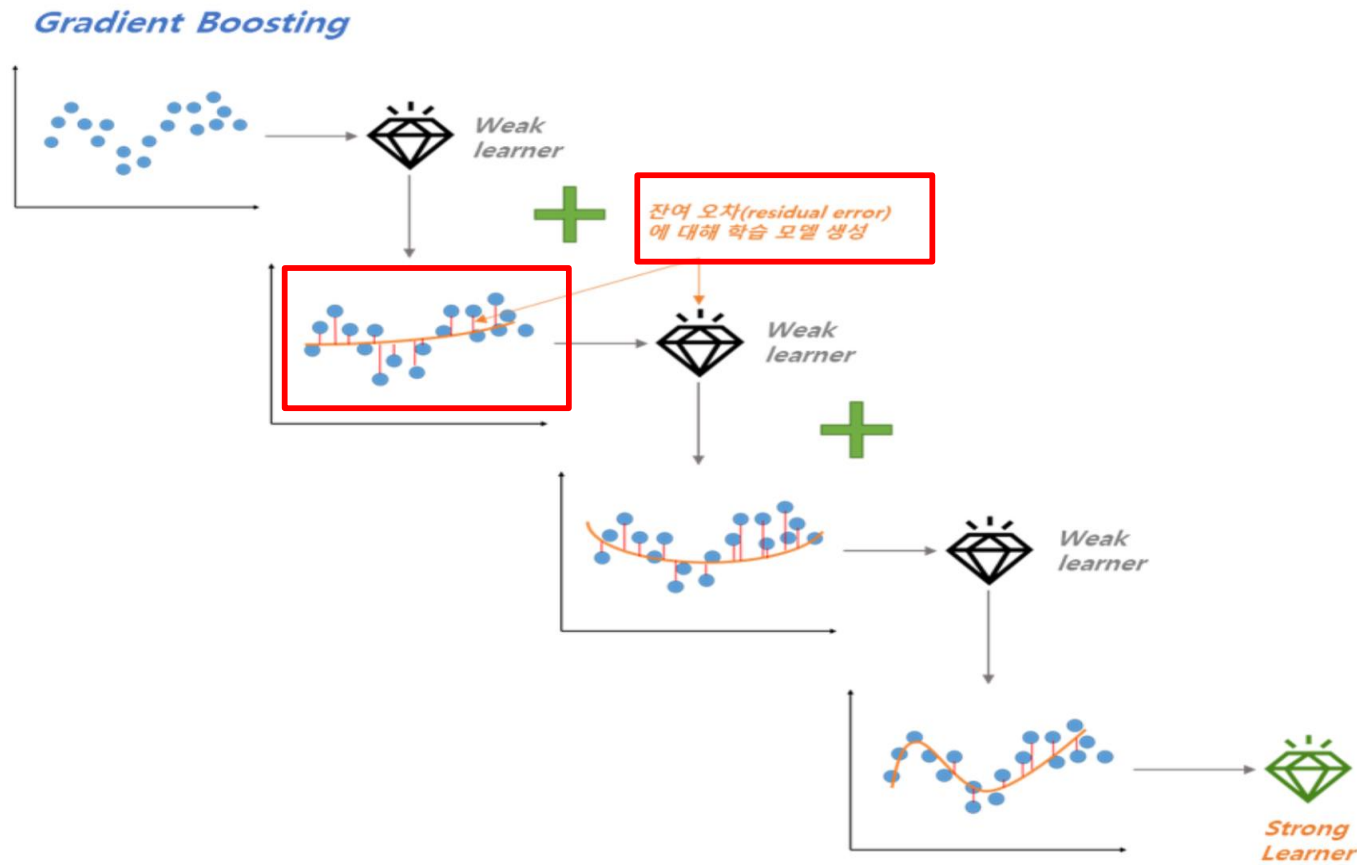 Gradient Boosting
Weak
learner
잔여 오차(residual error)
에 대해 학습 모델 생성
Weak
learner
Weak
learner
Strong
Learner